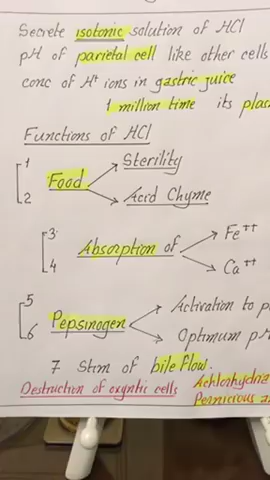 Secrete isotonic solution of HCl
pH of parietal cell like other cells
conc of H+ ions in gastric juice
1 million time its
Functions of HCl
1 Sterility
Food
2 Acid Chyme
3 Fe++
Absorption of
4 Ca++
5 Activation to
Pepsinogen
6 Optimum
7 Stim of bile flow.
Destruction of oxyntic cells
Achlorhydria
Pernicious